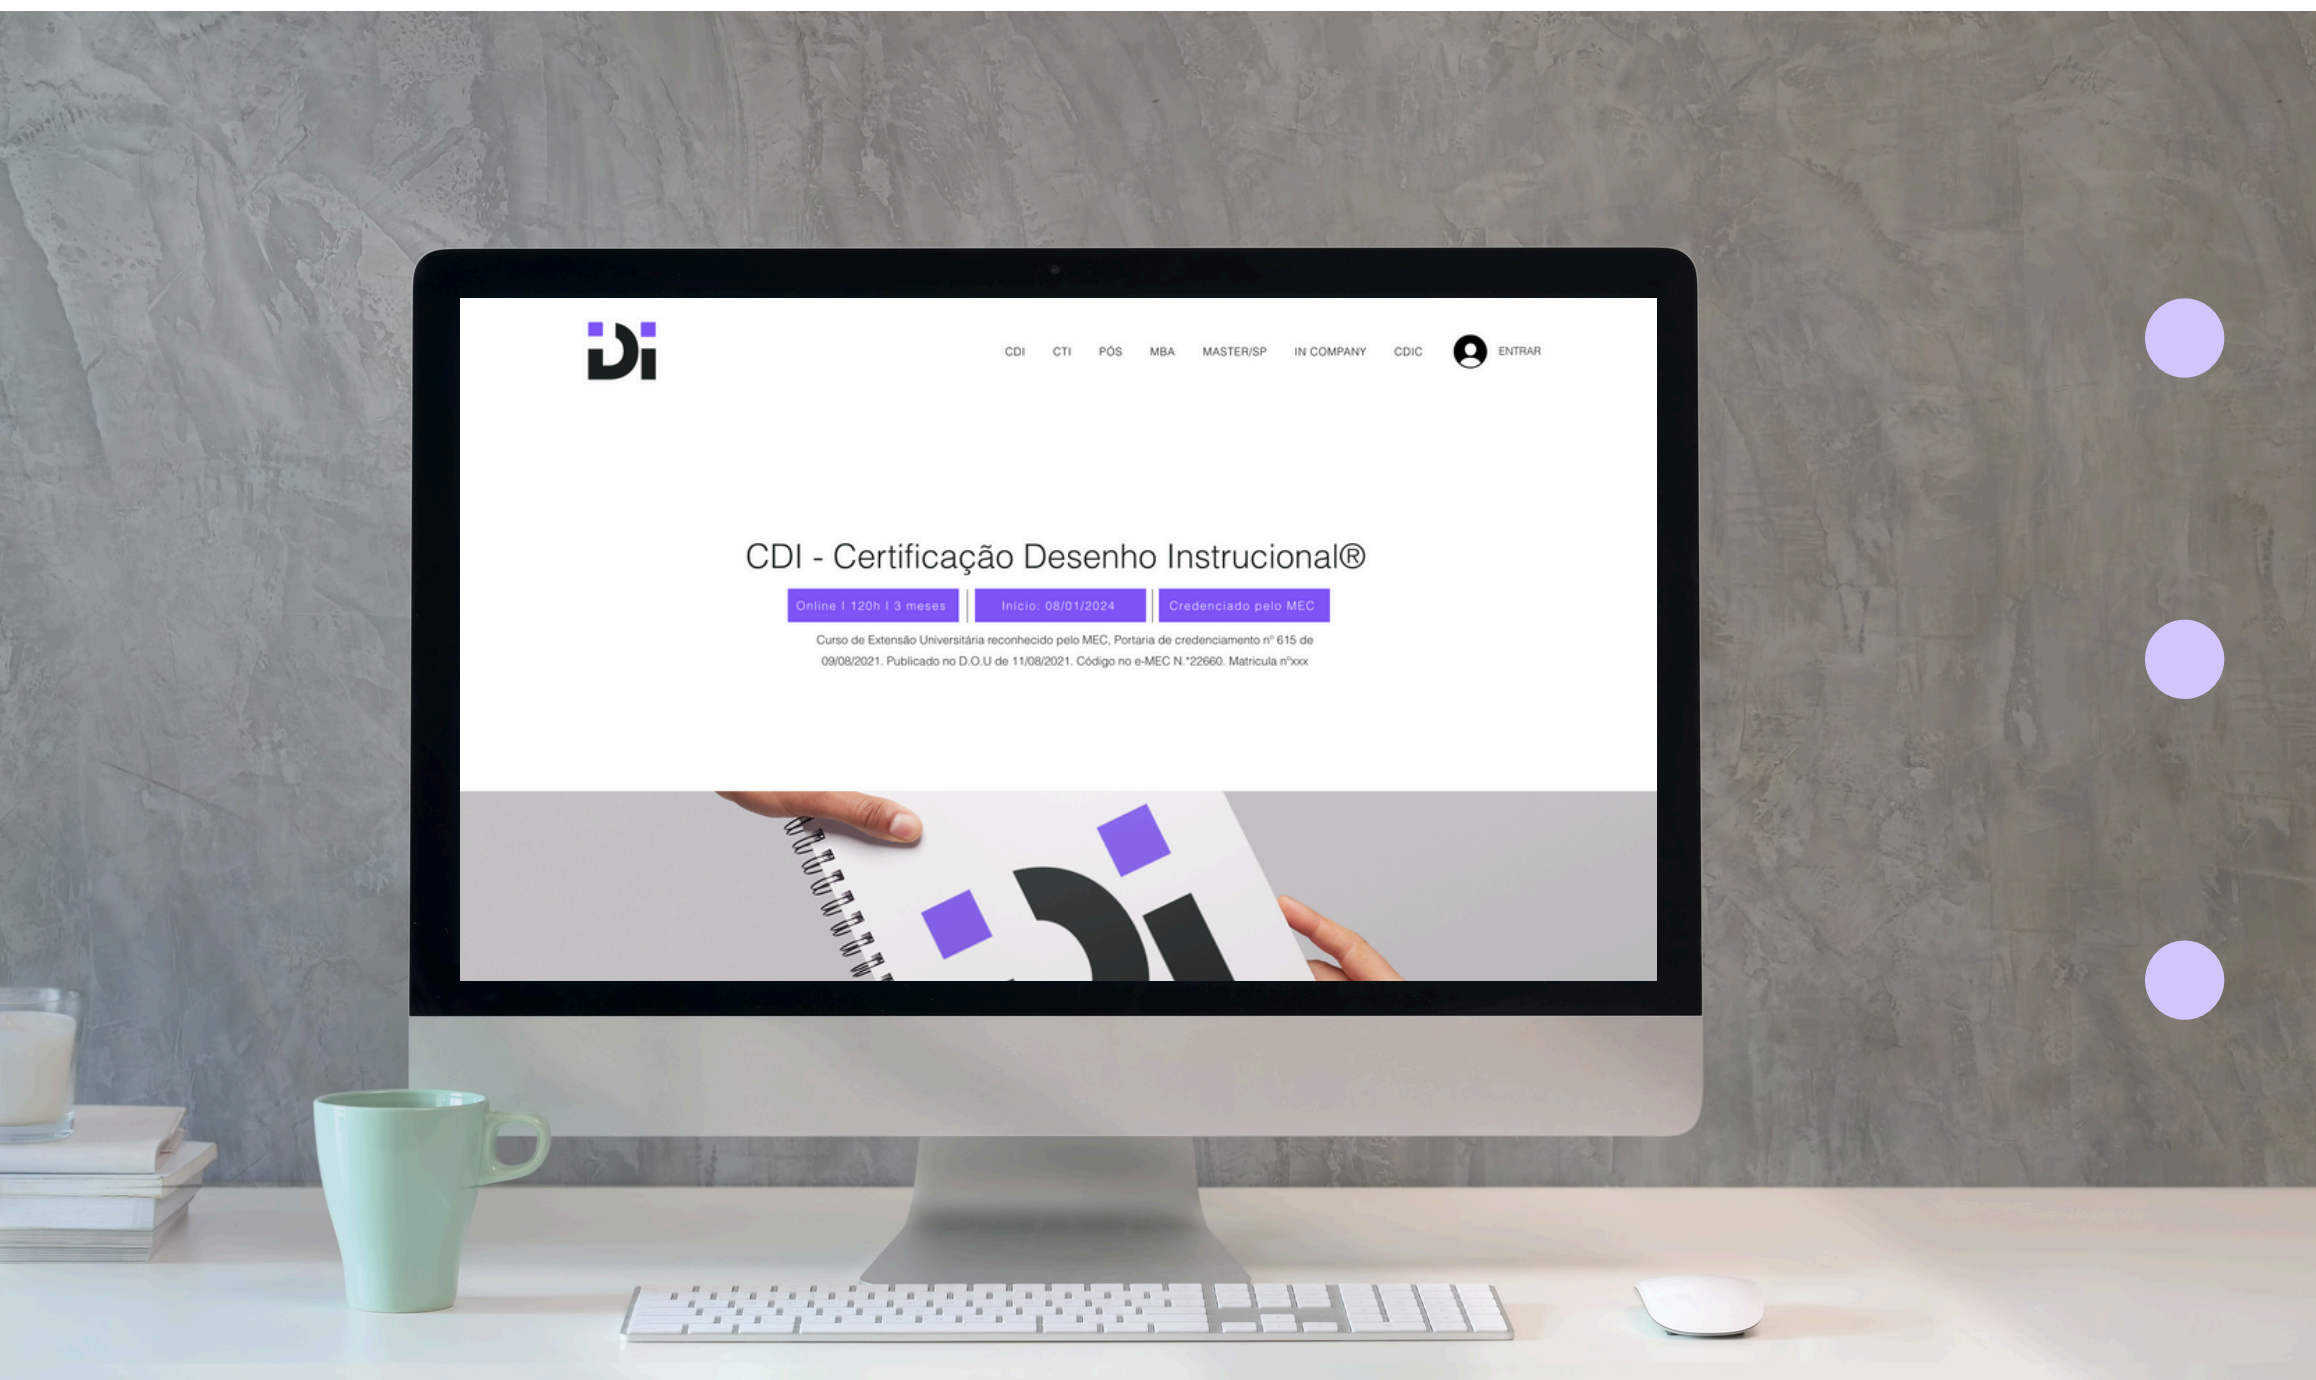 Di
CDI CTI PÓS MBA MASTER/SP IN COMPANY CDIC ENTRAR
CDI - Certificação Desenho Instrucional®
Online I 120h I 3 meses
Início: 08/01/2024
Credenciado pelo MEC
Curso de Extensão Universitária reconhecido pelo MEC, Portaria de credenciamento nº 615 de
09/08/2021. Publicado no D.O.U de 11/08/2021. Código no e-MEC N.°22660. Matricula nºxxx
Di